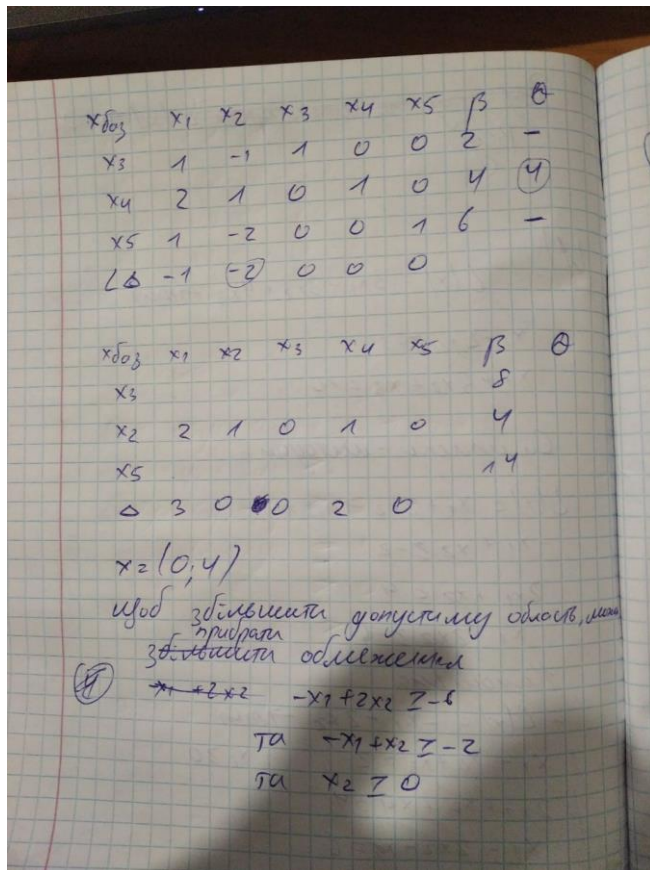 xбаз x1 x2 x3 x4 x5 β θ
x3 1 -1 1 0 0 2 -
x4 2 1 0 1 0 4 4
x5 1 -2 0 0 1 6 -
Δ -1 -2 0 0 0
xбаз x1 x2 x3 x4 x5 β θ
x3 8
x2 2 1 0 1 0 4
x5 14
Δ 3 0 0 2 0
x=(0;4)
Щоб збільшити допустиму область,
прибрати
збільшити обмеження
x1 +2x2 -x1+2x2 ≥ -6
та -x1+x2 ≥ -2
та x2 ≥ 0